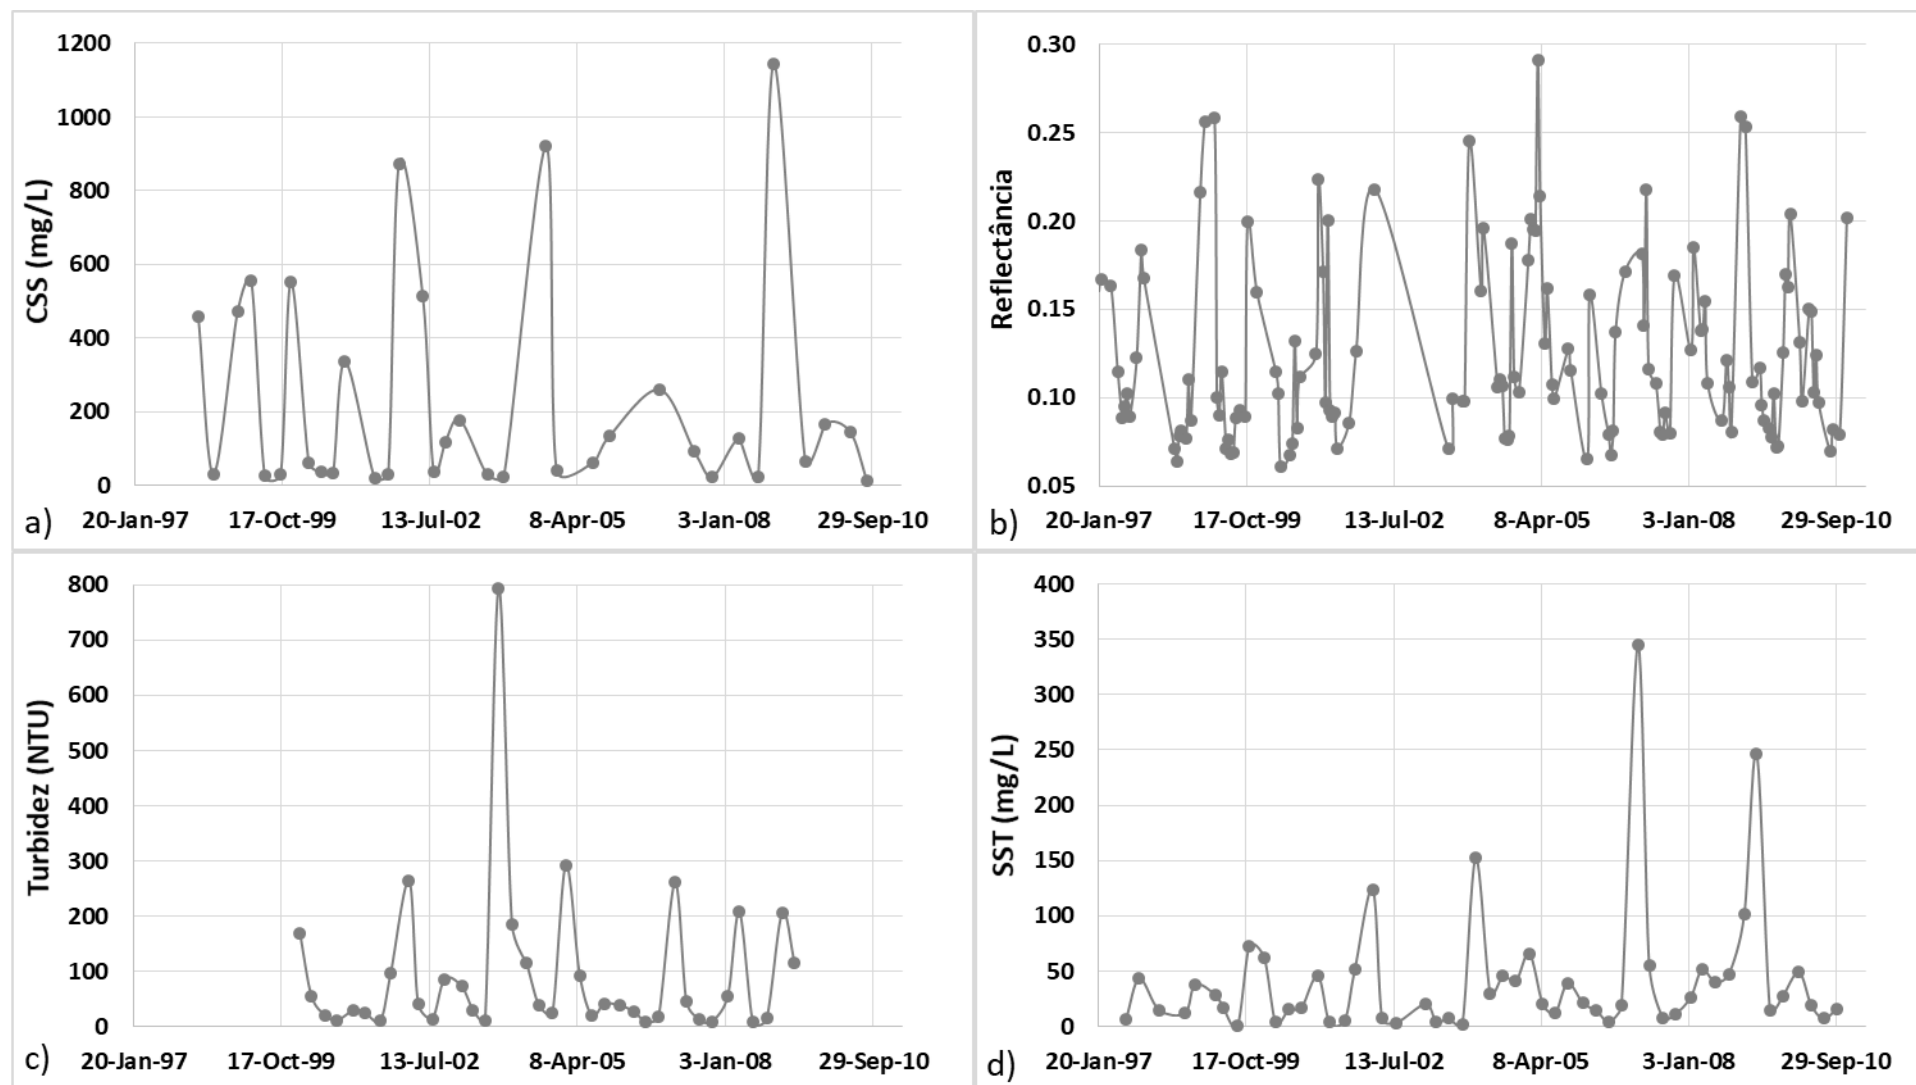 1200
1000
800
600
400
200
0
CSS (mg/L)
20-Jan-97 17-Oct-99 13-Jul-02 8-Apr-05 3-Jan-08 29-Sep-10
a)
0.30
0.25
0.20
0.15
0.10
0.05
Reflectância
20-Jan-97 17-Oct-99 13-Jul-02 8-Apr-05 3-Jan-08 29-Sep-10
b)
800
700
600
500
400
300
200
100
0
Turbidez (NTU)
20-Jan-97 17-Oct-99 13-Jul-02 8-Apr-05 3-Jan-08 29-Sep-10
c)
400
350
300
250
200
150
100
50
0
SST (mg/L)
20-Jan-97 17-Oct-99 13-Jul-02 8-Apr-05 3-Jan-08 29-Sep-10
d)